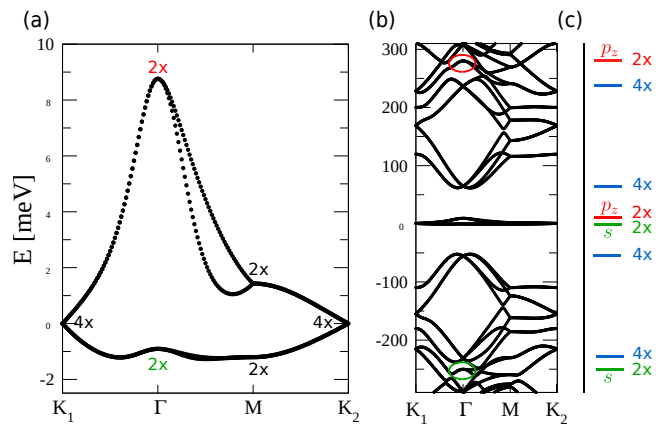 (a)
(b)
(c)
E [meV]
10
8
6
4
2
0
-2
2x
4x
2x
4x
2x
2x
K1
Γ
M
K2
300
200
100
0
-100
-200
K1
Γ
M
K2
pz 2x
4x
4x
pz 2x
s 2x
4x
4x
s 2x